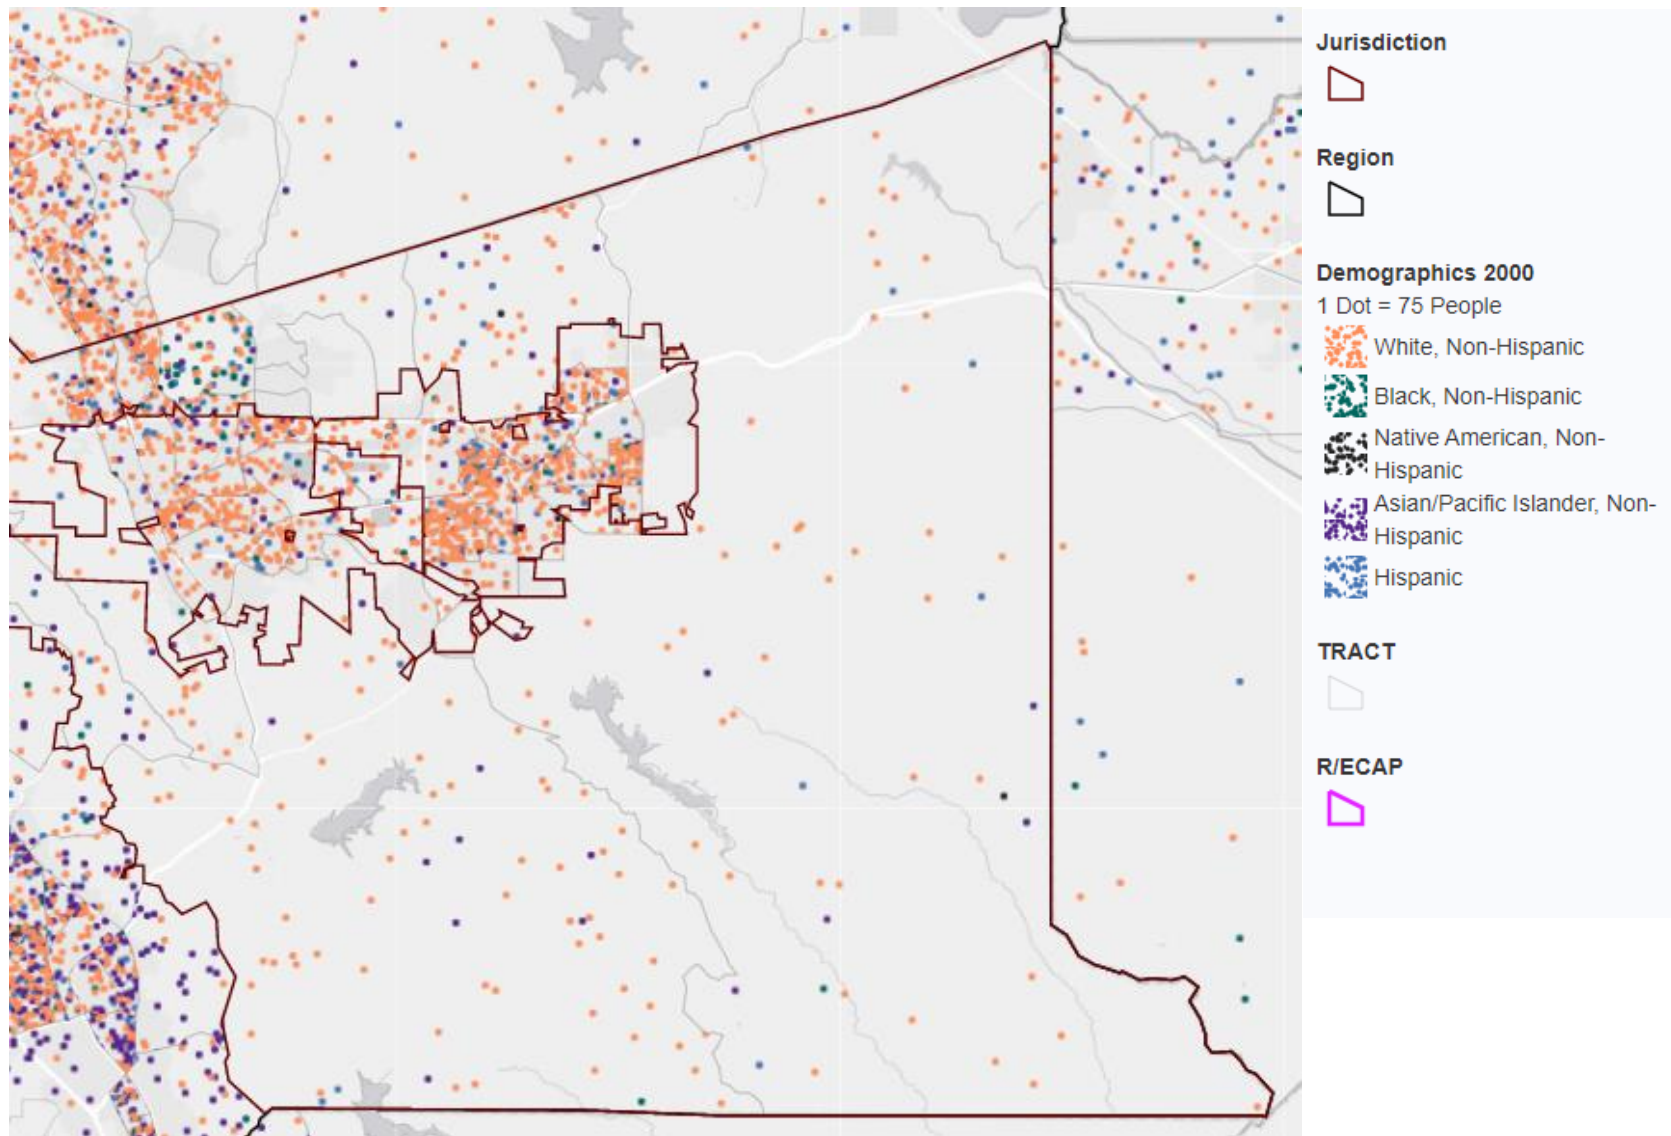 Jurisdiction
Region
Demographics 2000
1 Dot = 75 People
White, Non-Hispanic
Black, Non-Hispanic
Native American, Non-
Hispanic
Asian/Pacific Islander, Non-
Hispanic
Hispanic
TRACT
R/ECAP